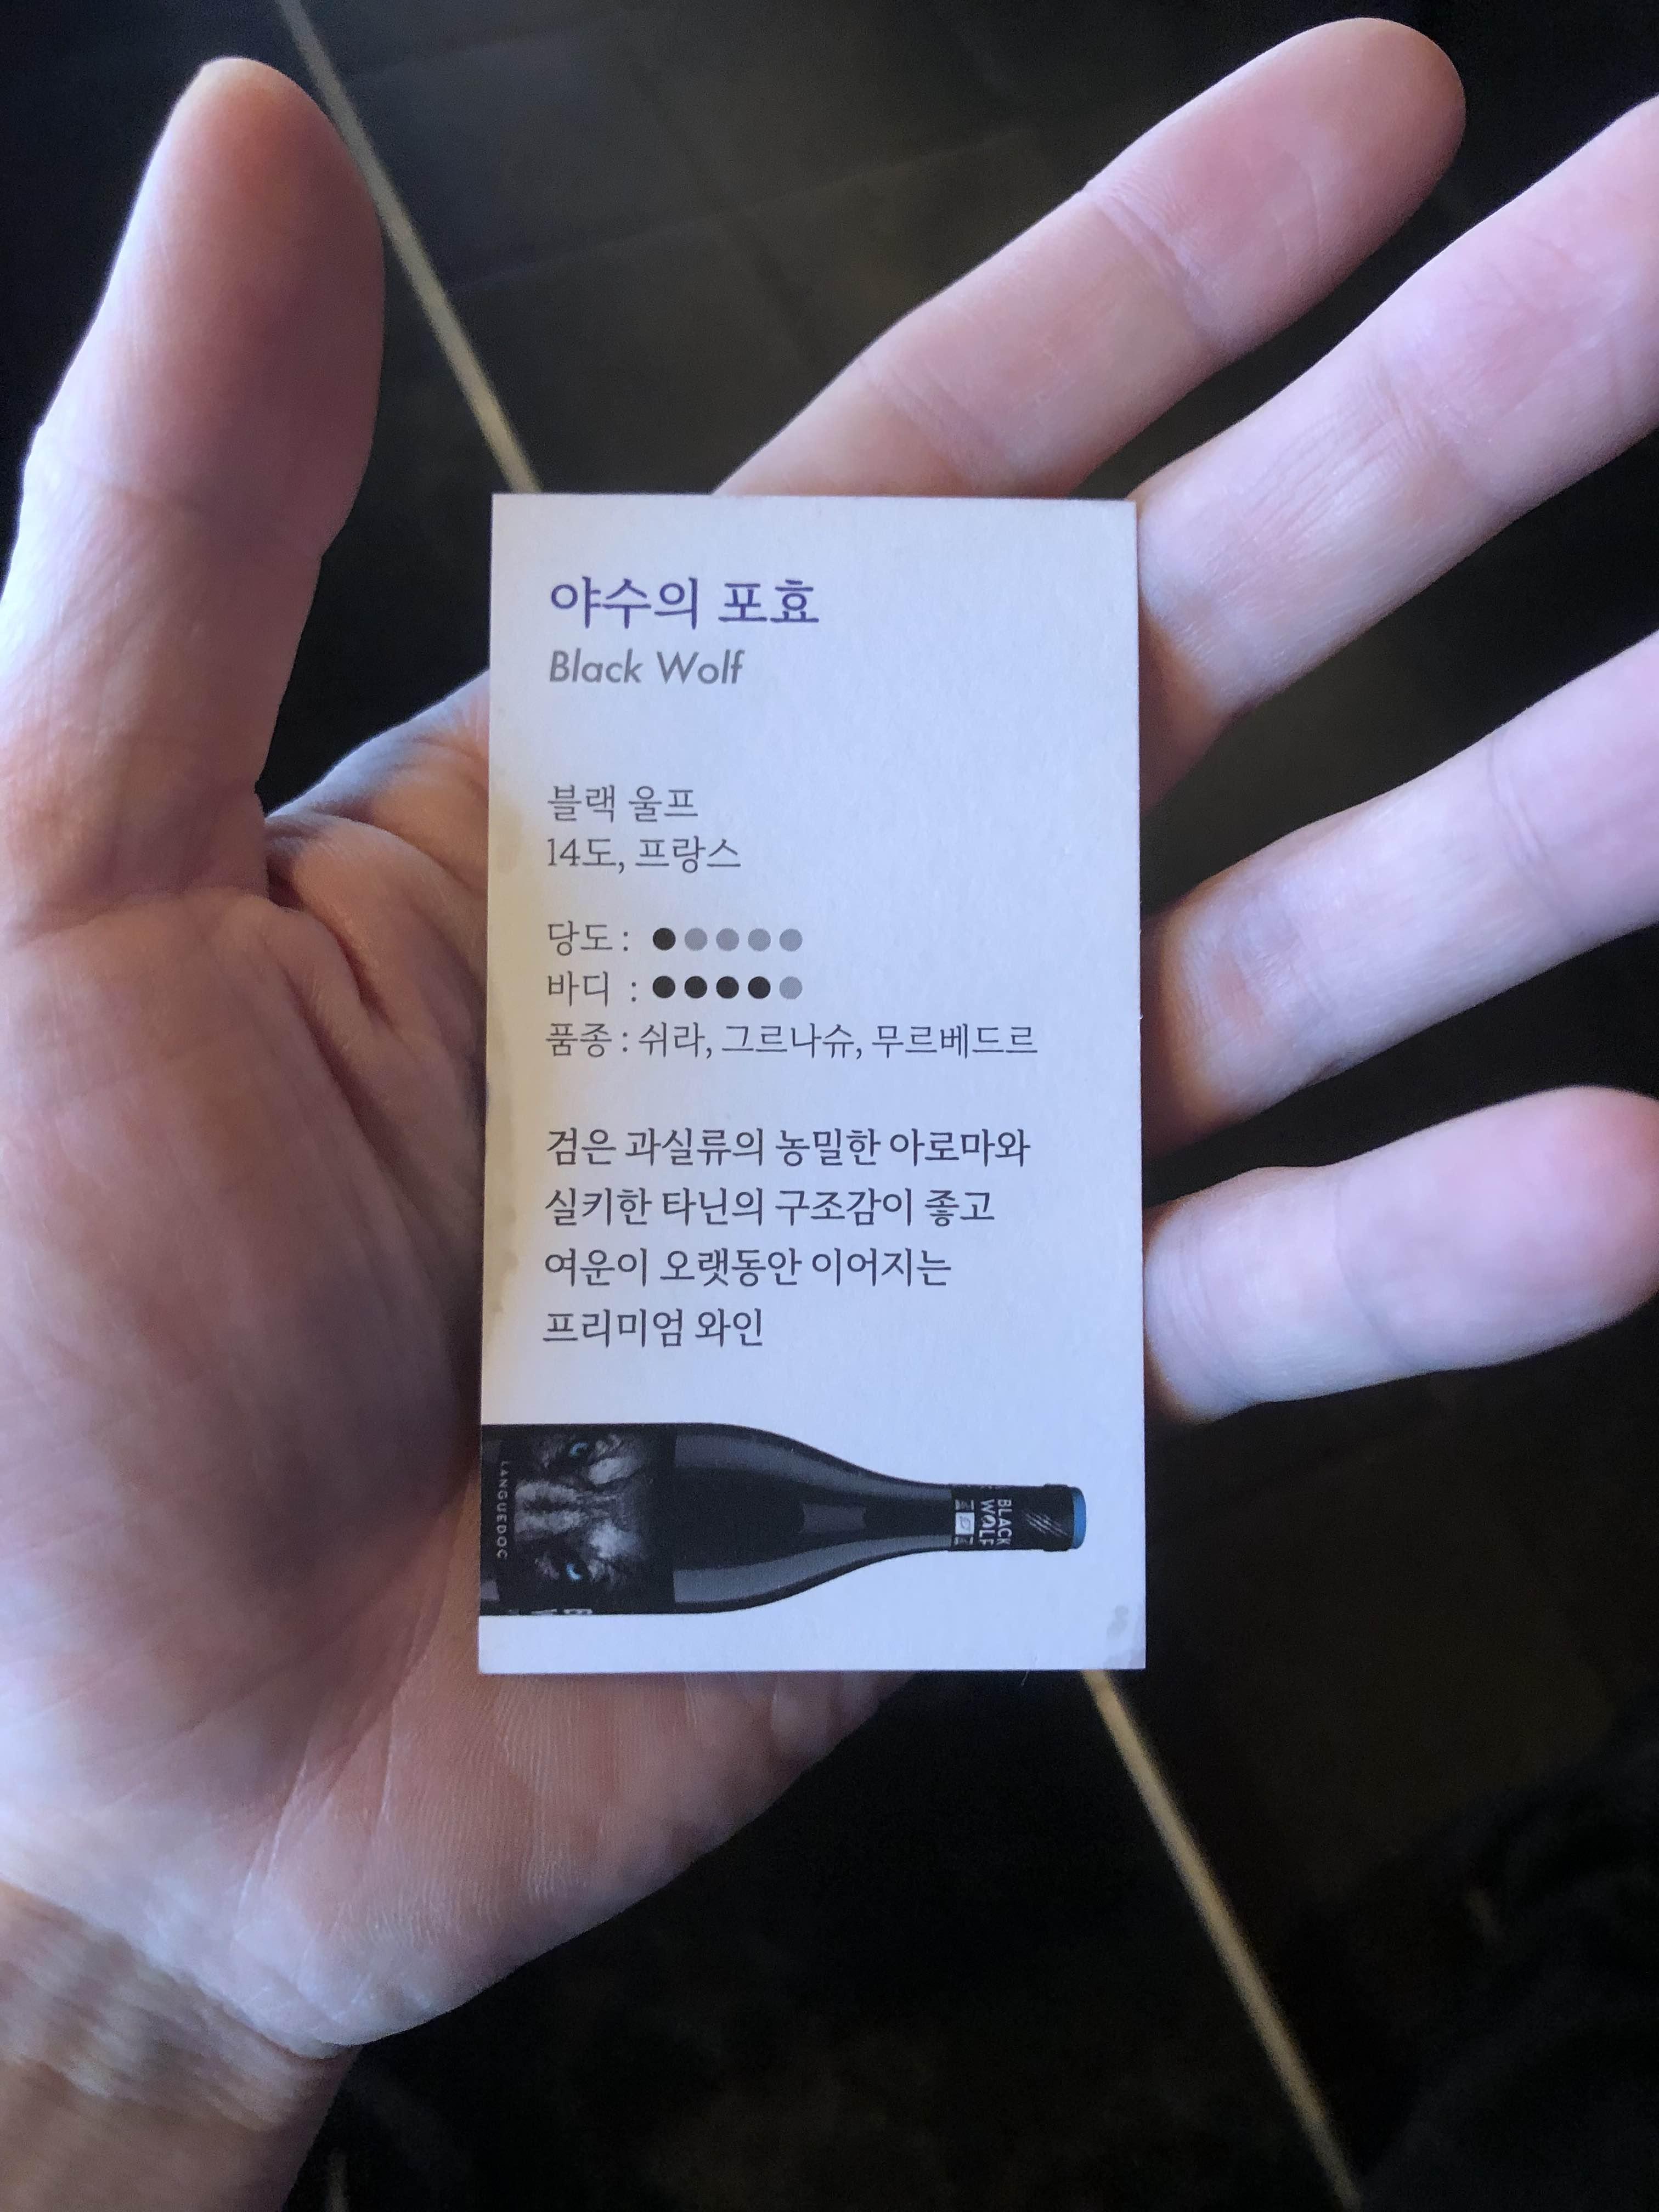 야수의 포효
Black Wolf
블랙 울프
14도, 프랑스
당도 :
바디 :
품종 : 쉬라, 그르나슈, 무르베드르
검은 과실류의 농밀한 아로마와
실키한 타닌의 구조감이 좋고
여운이 오랫동안 이어지는
프리미엄 와인
LANGUEDOC
BLACK
WOLF